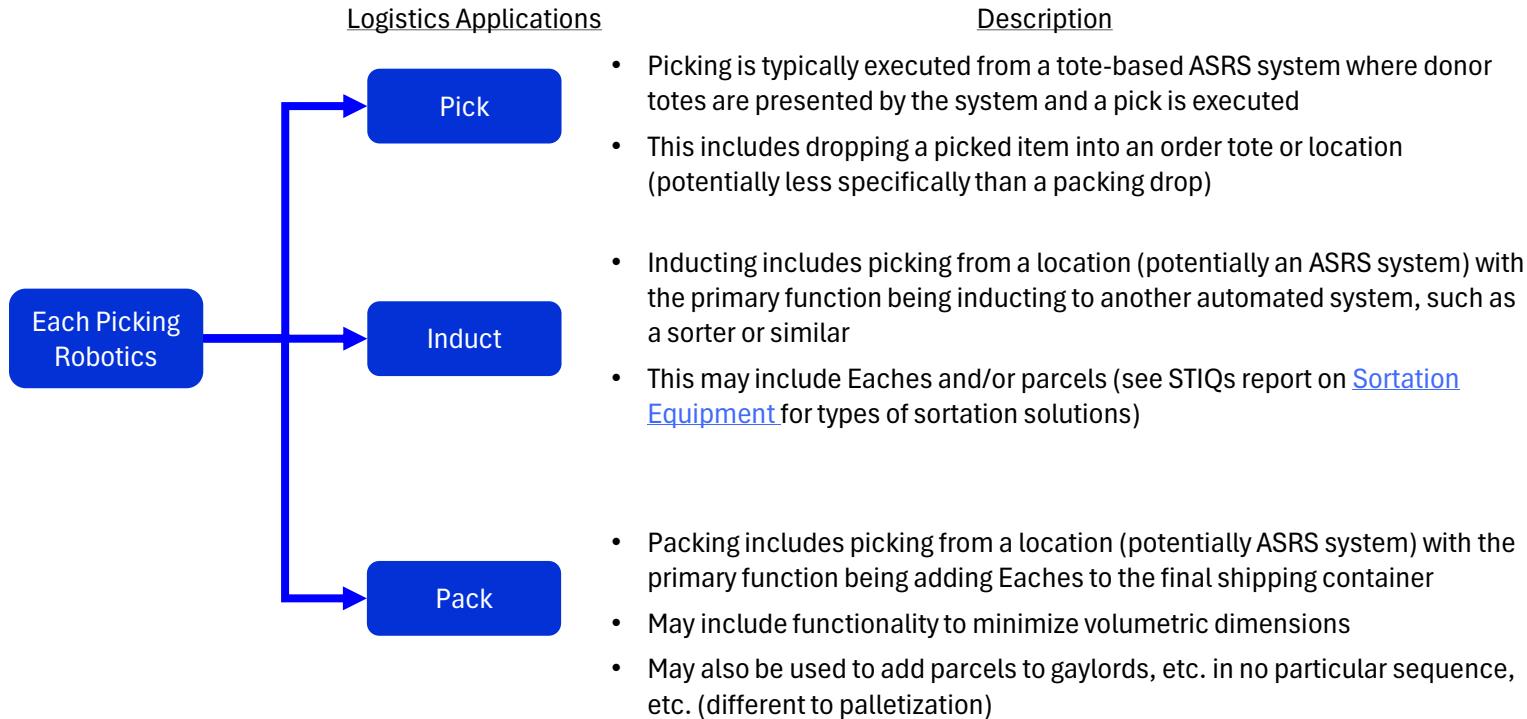 Logistics Applications
Description
Each Picking
Robotics
Pick
• Picking is typically executed from a tote-based ASRS system where donor
totes are presented by the system and a pick is executed
• This includes dropping a picked item into an order tote or location
(potentially less specifically than a packing drop)
Induct
• Inducting includes picking from a location (potentially an ASRS system) with
the primary function being inducting to another automated system, such as
a sorter or similar
• This may include Eaches and/or parcels (see STIQs report on Sortation
Equipment for types of sortation solutions)
Pack
• Packing includes picking from a location (potentially ASRS system) with the
primary function being adding Eaches to the final shipping container
• May include functionality to minimize volumetric dimensions
• May also be used to add parcels to gaylords, etc. in no particular sequence,
etc. (different to palletization)